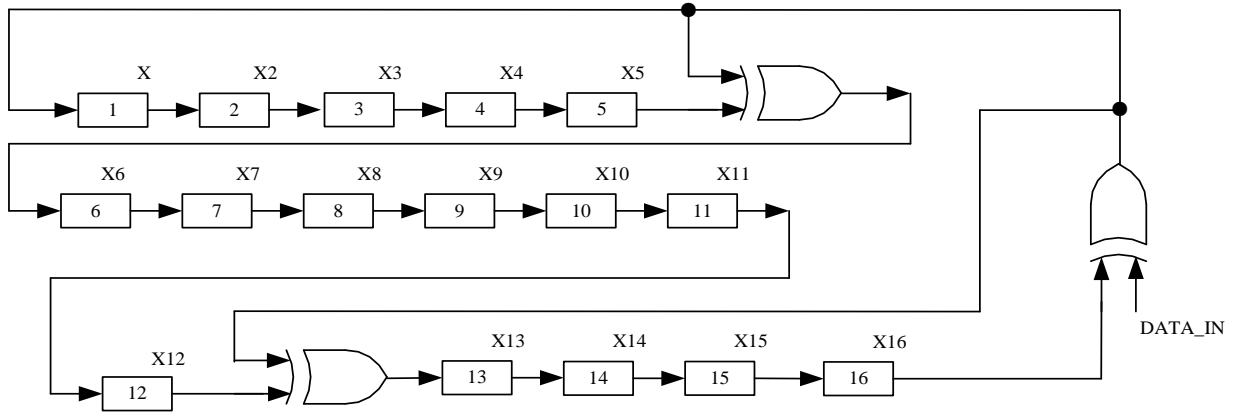 X X2 X3 X4 X5
1 2 3 4 5
X6 X7 X8 X9 X10 X11
6 7 8 9 10 11
DATA_IN
X12 X13 X14 X15 X16
12 13 14 15 16